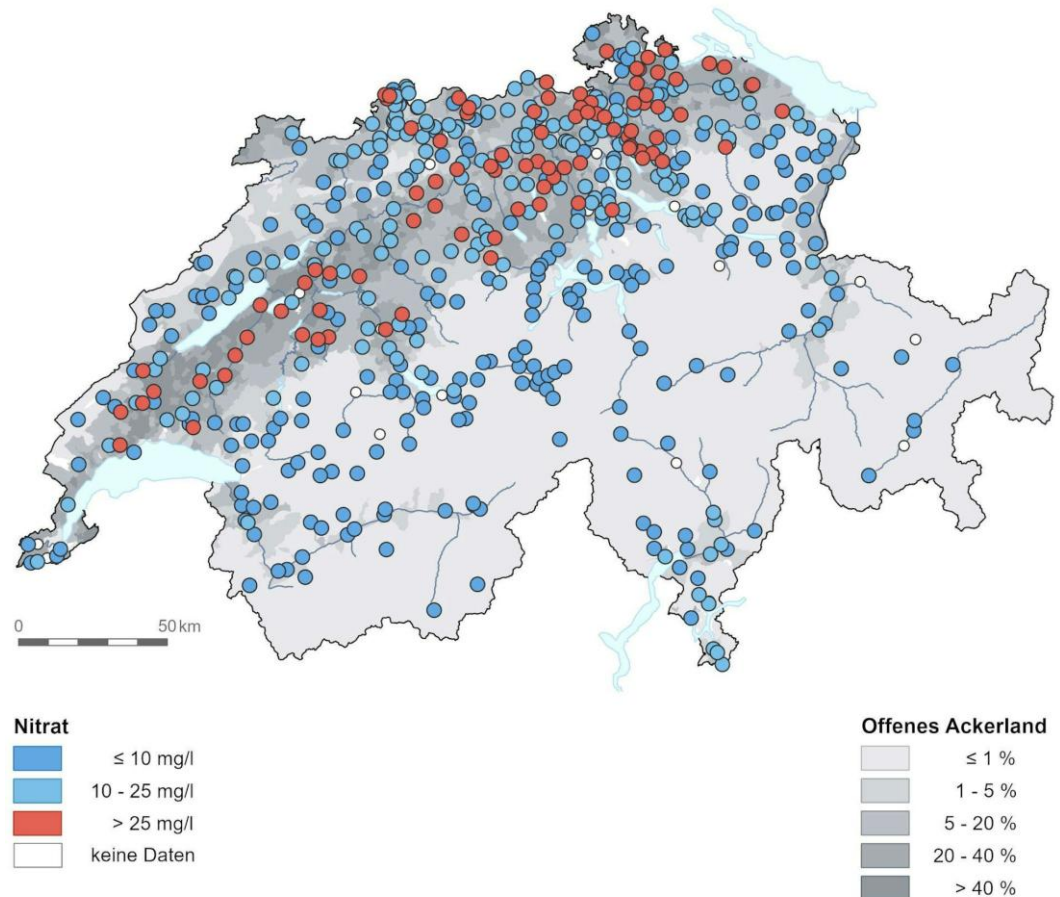 0 50 km
Nitrat
≤ 10 mg/l
10 - 25 mg/l
> 25 mg/l
keine Daten
Offenes Ackerland
≤ 1 %
1 - 5 %
5 - 20 %
20 - 40 %
> 40 %